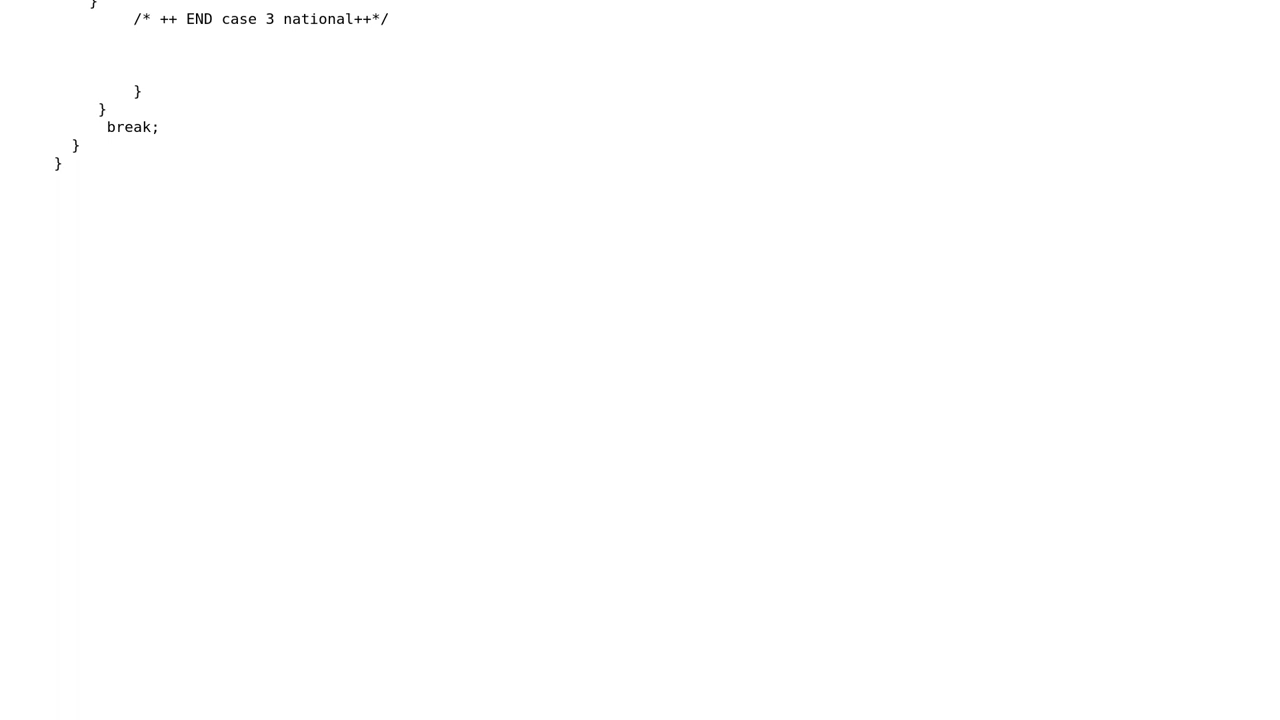 }
/* ++ END case 3 national++*/
}
}
break;
}
}